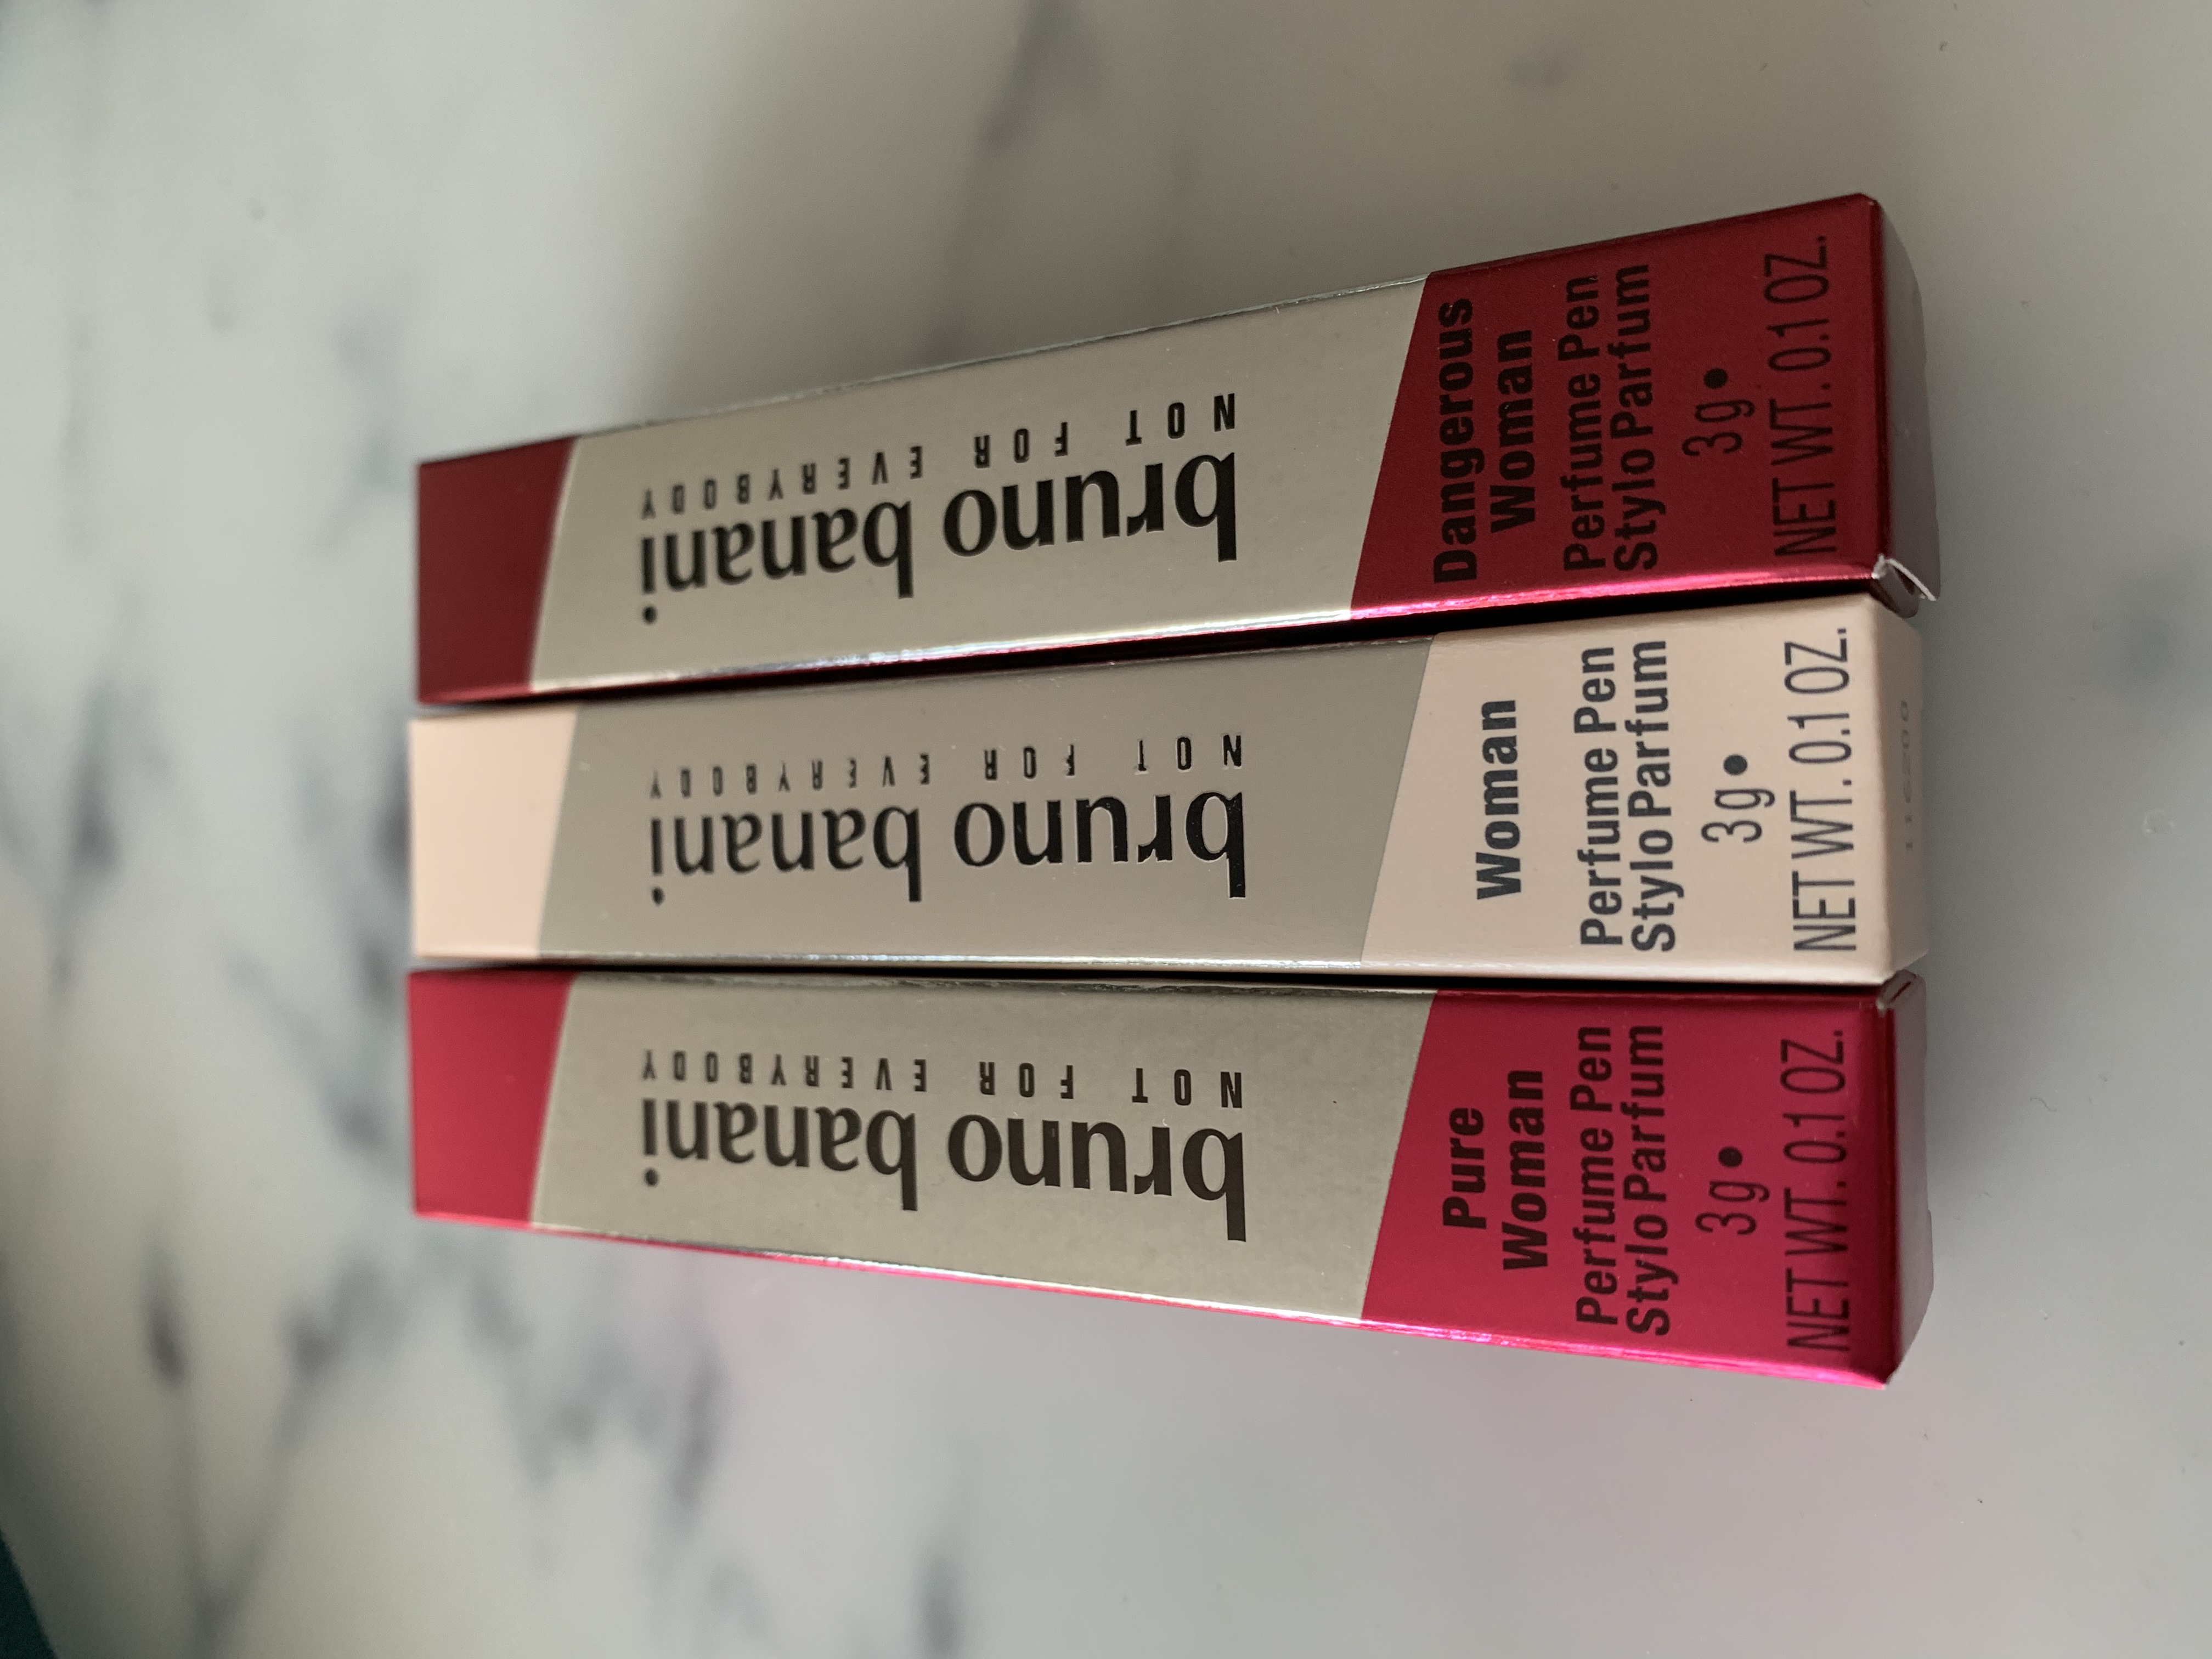 bruno banani
NOT FOR EVERYBODY
Dangerous
Woman
Perfume Pen
Stylo Parfum
3g●
NET WT. 0.1 OZ.
bruno banani
NOT FOR EVERYBODY
Woman
Perfume Pen
Stylo Parfum
3g●
NET WT. 0.1 OZ.
bruno banani
NOT FOR EVERYBODY
Pure
Woman
Perfume Pen
Stylo Parfum
3g●
NET WT. 0.1 OZ.